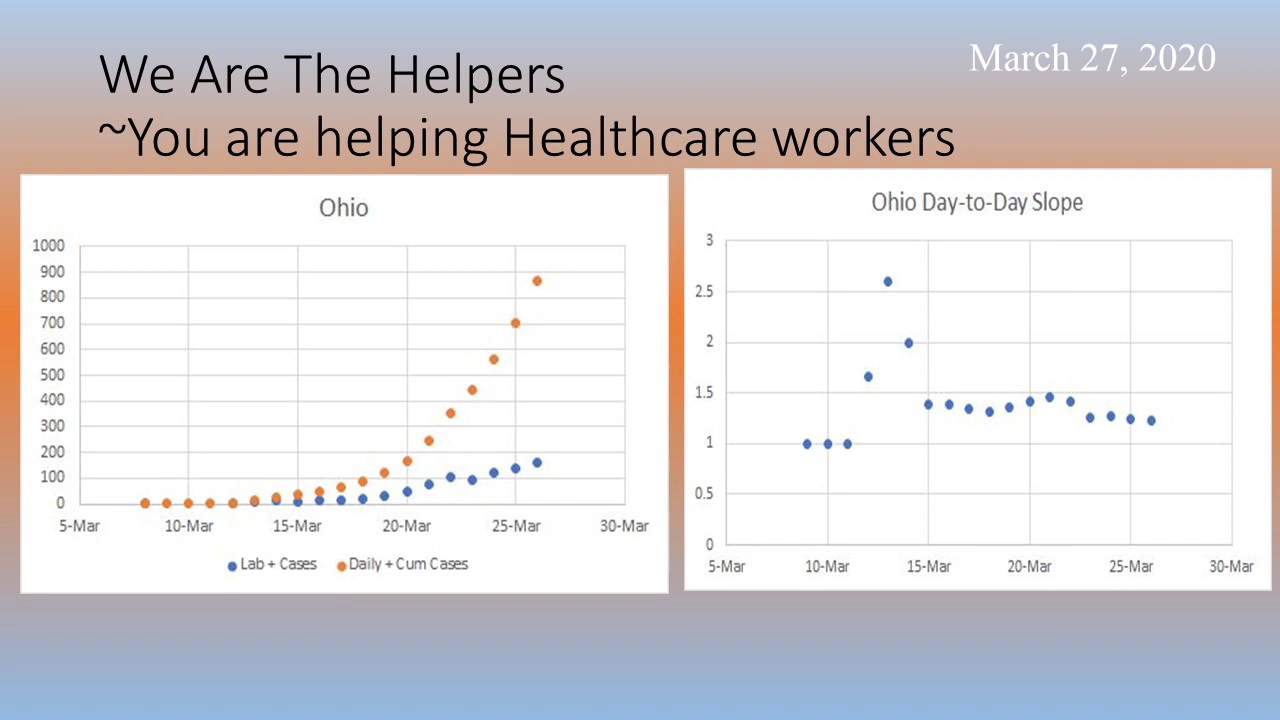 We Are The Helpers
~You are helping Healthcare workers
March 27, 2020
Ohio
1000
900
800
700
600
500
400
300
200
100
0
5-Mar 10-Mar 15-Mar 20-Mar 25-Mar 30-Mar
Lab + Cases Daily + Cum Cases
Ohio Day-to-Day Slope
3
2.5
2
1.5
1
0.5
0
5-Mar 10-Mar 15-Mar 20-Mar 25-Mar 30-Mar